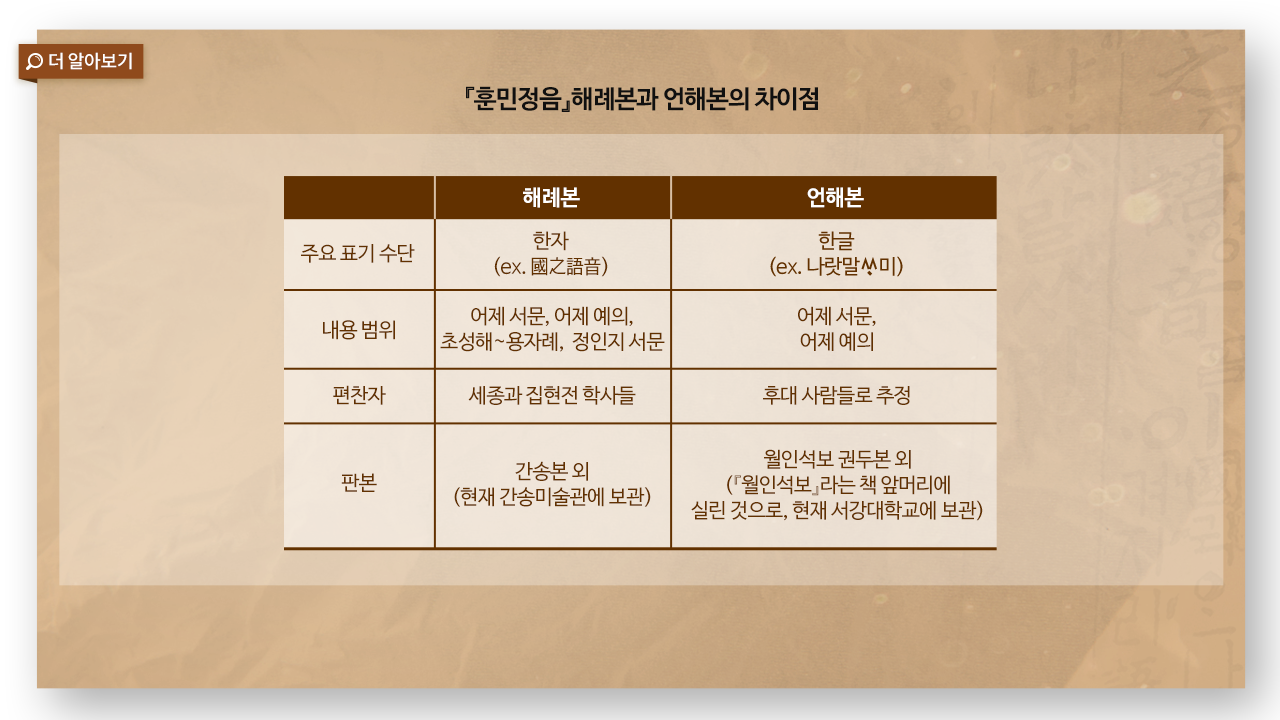 더 알아보기
『훈민정음』해례본과 언해본의 차이점
해례본 언해본
주요 표기 수단
한자
(ex. 國之語音)
한글
(ex. 나랏말ᄊᆞ미)
내용 범위
어제 서문, 어제 예의,
초성해~용자례, 정인지 서문
어제 서문,
어제 예의
편찬자
세종과 집현전 학사들
후대 사람들로 추정
판본
간송본 외
(현재 간송미술관에 보관)
월인석보 권두본 외
(『월인석보』라는 책 앞머리에
실린 것으로, 현재 서강대학교에 보관)